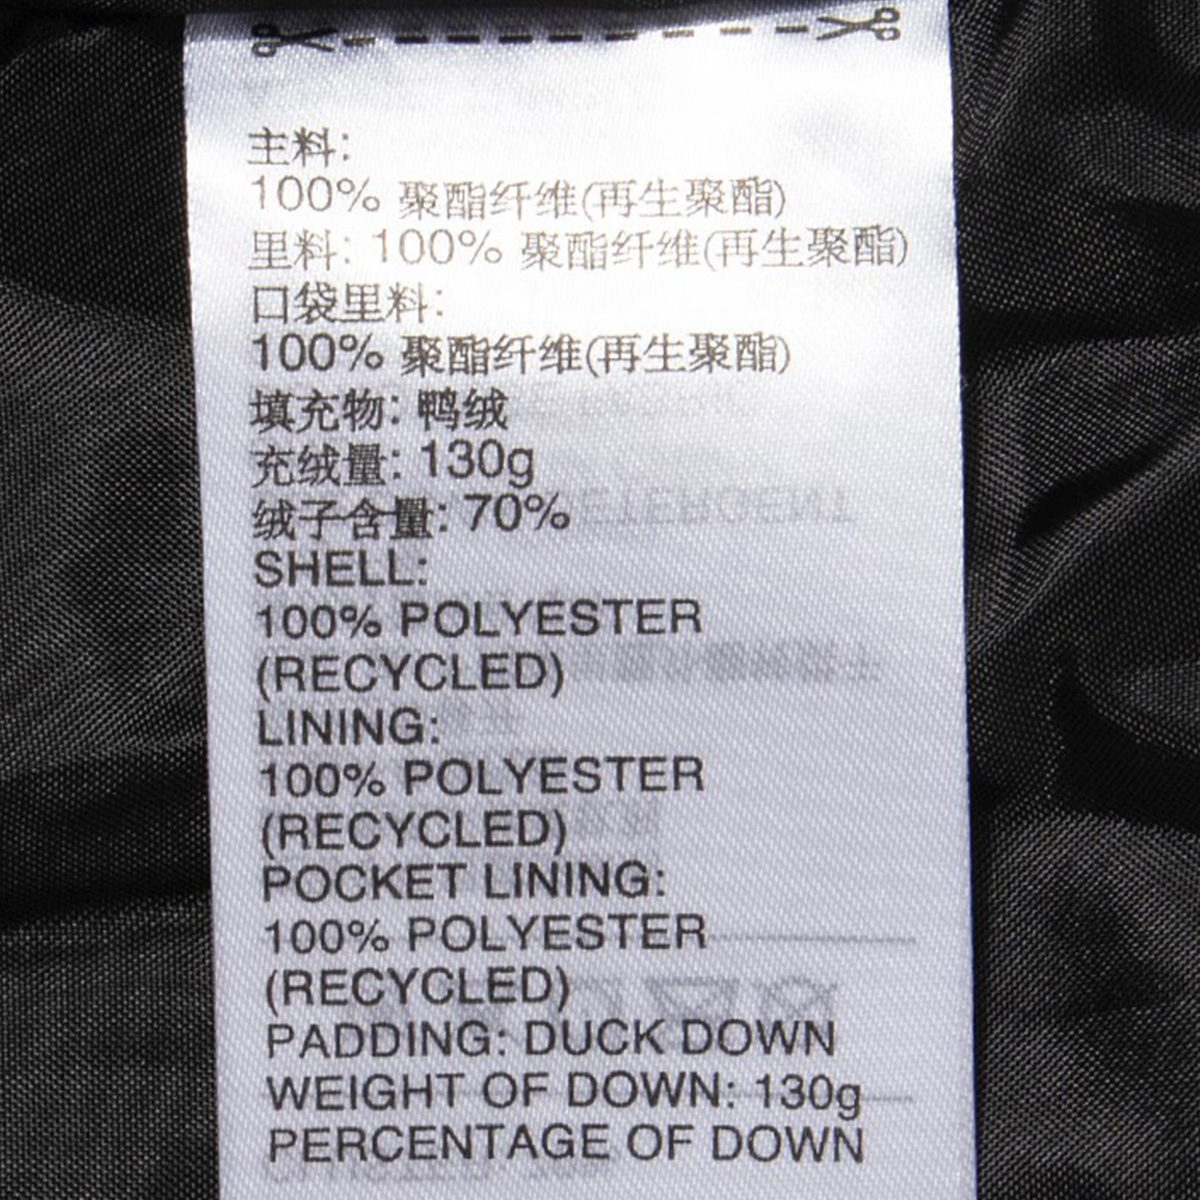 主料:
100% 聚酯纤维(再生聚酯)
里料: 100% 聚酯纤维(再生聚酯)
口袋里料:
100% 聚酯纤维(再生聚酯)
填充物: 鸭绒
充绒量: 130g
绒子含量: 70%
SHELL:
100% POLYESTER
(RECYCLED)
LINING:
100% POLYESTER
(RECYCLED)
POCKET LINING:
100% POLYESTER
(RECYCLED)
PADDING: DUCK DOWN
WEIGHT OF DOWN: 130g
PERCENTAGE OF DOWN